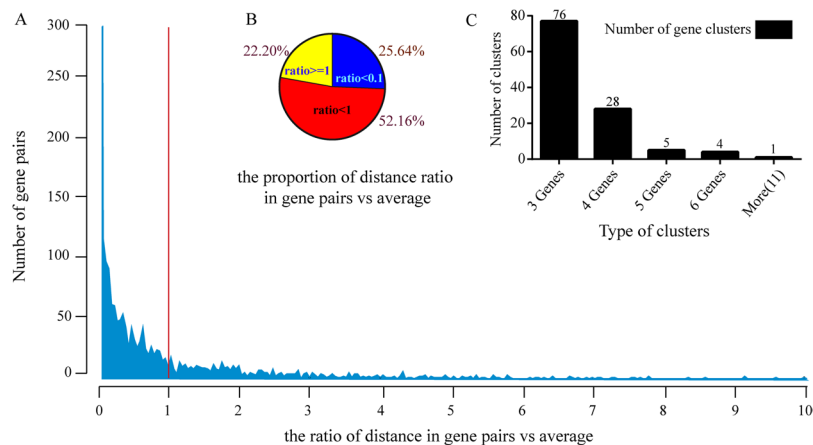 A
300
250
300
150
300
50
0
Number of gene pairs
0 1 2 3 4 5 6 7 8 9 10
the ratio of distance in gene pairs vs average
B
22.20%
25.64%
ratio>=1
ratio<0.1
ratio<1
52.16%
the proportion of distance ratio
in gene pairs vs average
C
Number of gene clusters
80
60
40
20
0
Number of clusters
76
28
5
4
1
3 Genes
4 Genes
5 Genes
6 Genes
More(11)
Type of clusters